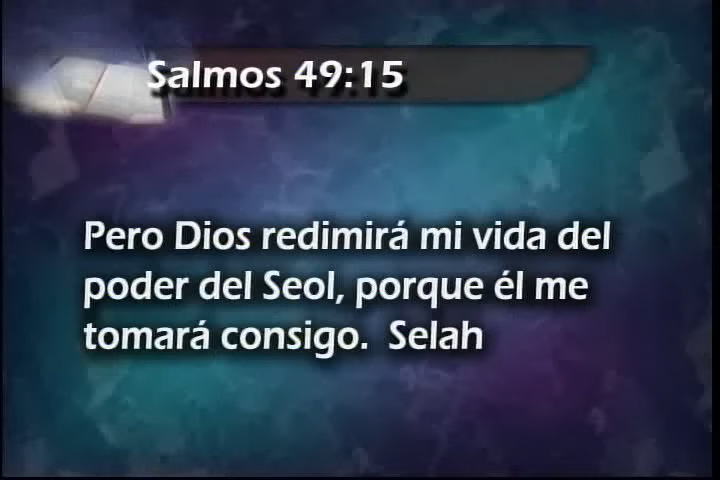 Salmos 49:15
Pero Dios redimirá mi vida del
poder del Seol, porque él me
tomará consigo.  Selah